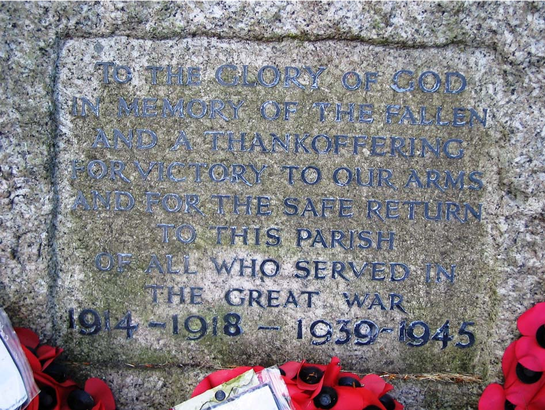 TO THE GLORY OF GOD
IN MEMORY OF THE FALLEN
AND A THANKOFFERING
FOR VICTORY TO OUR ARMS
AND FOR THE SAFE RETURN
TO THIS PARISH
OF ALL WHO SERVED IN
THE GREAT WAR
1914-1918 - 1939-1945